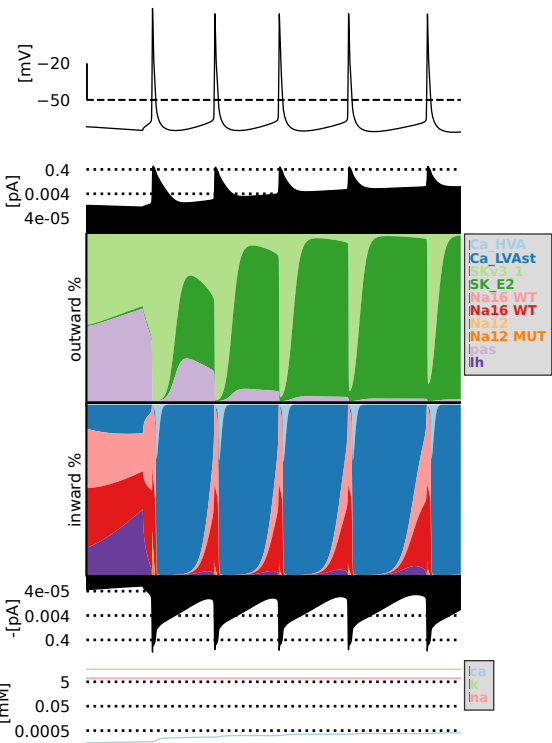 [mV]
−20
−50
[pA]
0.4
0.004
4e-05
outward %
Ca_HVA
Ca_LVAst
SKv3_1
SK_E2
Na16 WT
Na16 WT
Na12
Na12 MUT
pas
Ih
inward %
-[pA]
4e-05
0.004
0.4
[mM]
5
0.05
0.0005
ca
k
na